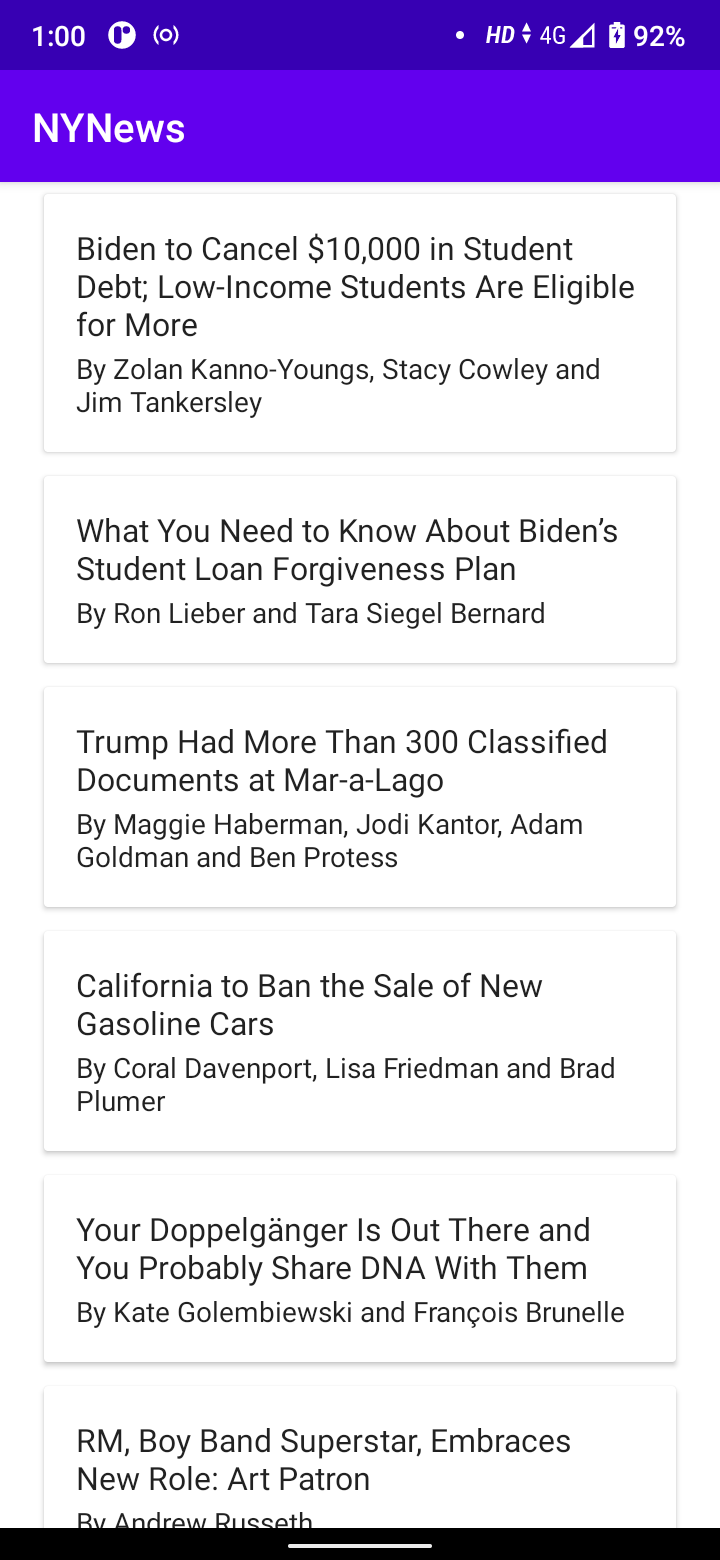 1:00 HD 4G 92%
NYNews
Biden to Cancel $10,000 in Student
Debt; Low-Income Students Are Eligible
for More
By Zolan Kanno-Youngs, Stacy Cowley and
Jim Tankersley
What You Need to Know About Biden’s
Student Loan Forgiveness Plan
By Ron Lieber and Tara Siegel Bernard
Trump Had More Than 300 Classified
Documents at Mar-a-Lago
By Maggie Haberman, Jodi Kantor, Adam
Goldman and Ben Protess
California to Ban the Sale of New
Gasoline Cars
By Coral Davenport, Lisa Friedman and Brad
Plumer
Your Doppelgänger Is Out There and
You Probably Share DNA With Them
By Kate Golembiewski and François Brunelle
RM, Boy Band Superstar, Embraces
New Role: Art Patron
By Andrew Russeth